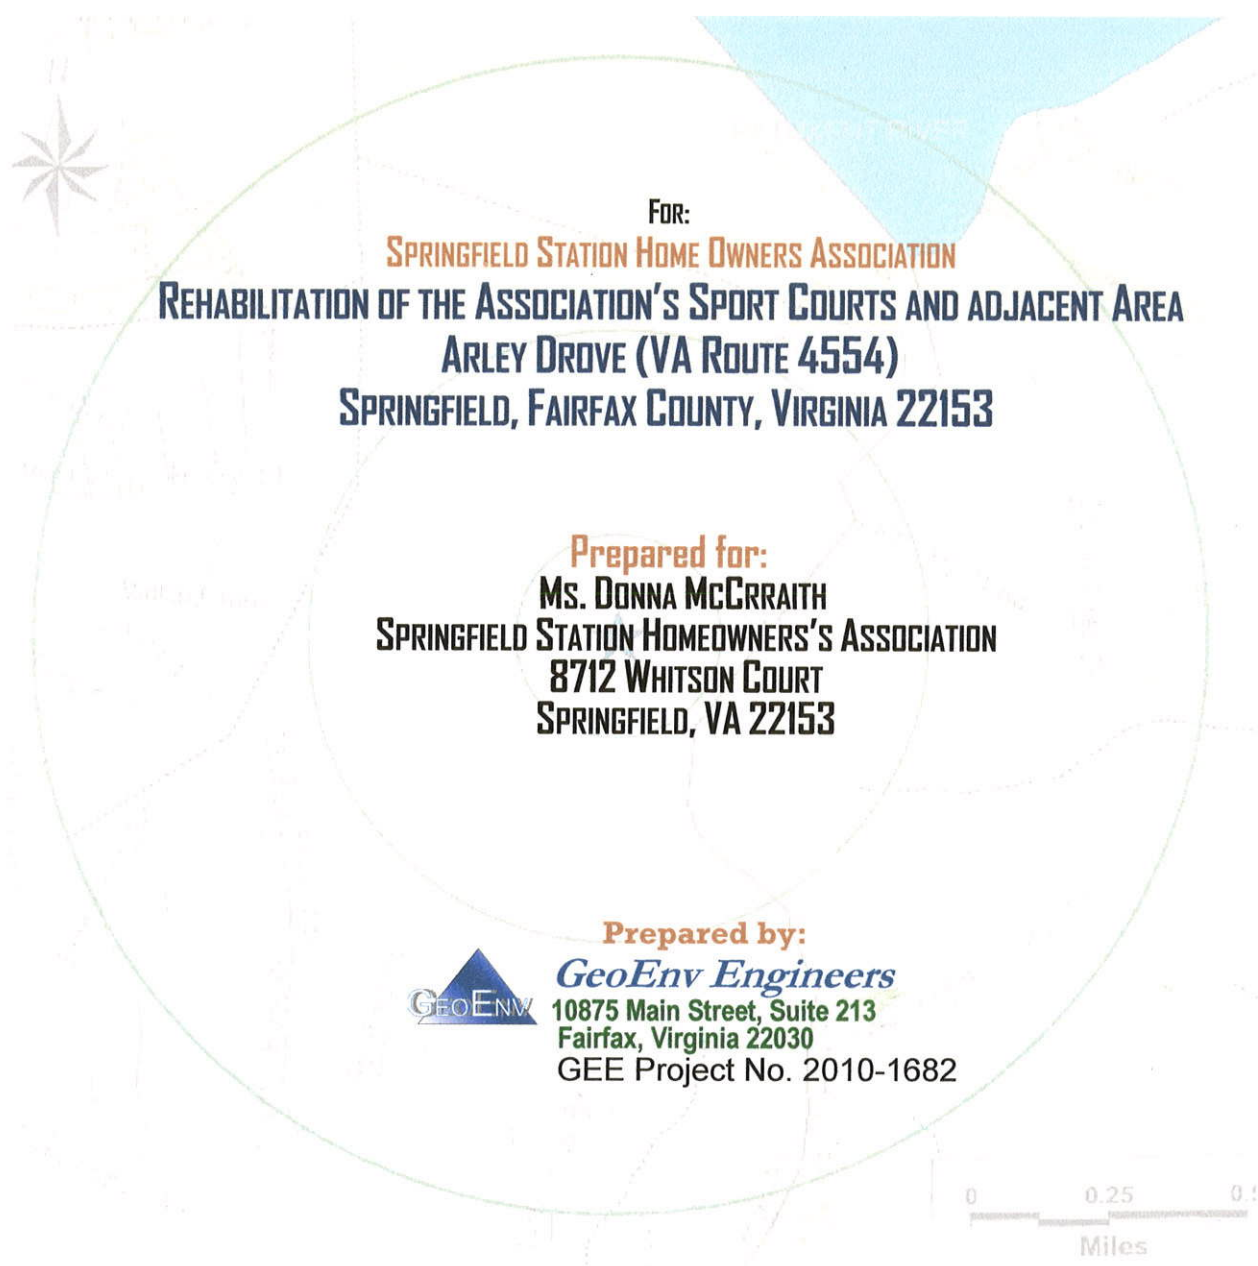 FOR:
SPRINGFIELD STATION HOME OWNERS ASSOCIATION
REHABILITATION OF THE ASSOCIATION'S SPORT COURTS AND ADJACENT AREA
ARLEY DROVE (VA ROUTE 4554)
SPRINGFIELD, FAIRFAX COUNTY, VIRGINIA 22153
Prepared for:
MS. DONNA MCCRRAITH
SPRINGFIELD STATION HOMEOWNERS'S ASSOCIATION
8712 WHITSON COURT
SPRINGFIELD, VA 22153
Prepared by:
GEOENV
GeoEnv Engineers
10875 Main Street, Suite 213
Fairfax, Virginia 22030
GEE Project No. 2010-1682
0 0.25
Miles